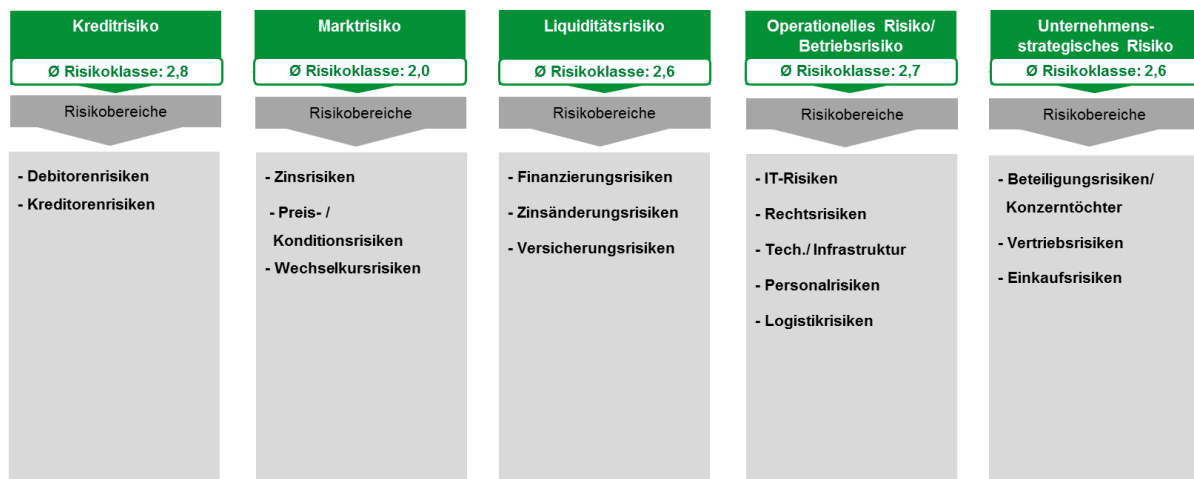 Kreditrisiko
Ø Risikoklasse: 2,8
Risikobereiche
- Debitorenrisiken
- Kreditorenrisiken
Marktrisiko
Ø Risikoklasse: 2,0
Risikobereiche
- Zinsrisiken
- Preis- /
Konditionsrisiken
- Wechselkursrisiken
Liquiditätsrisiko
Ø Risikoklasse: 2,6
Risikobereiche
- Finanzierungsrisiken
- Zinsänderungsrisiken
- Versicherungsrisiken
Operationelles Risiko/
Betriebsrisiko
Ø Risikoklasse: 2,7
Risikobereiche
- IT-Risiken
- Rechtsrisiken
- Tech./ Infrastruktur
- Personalrisiken
- Logistikrisiken
Unternehmens-
strategisches Risiko
Ø Risikoklasse: 2,6
Risikobereiche
- Beteiligungsrisiken/
Konzerntöchter
- Vertriebsrisiken
- Einkaufsrisiken